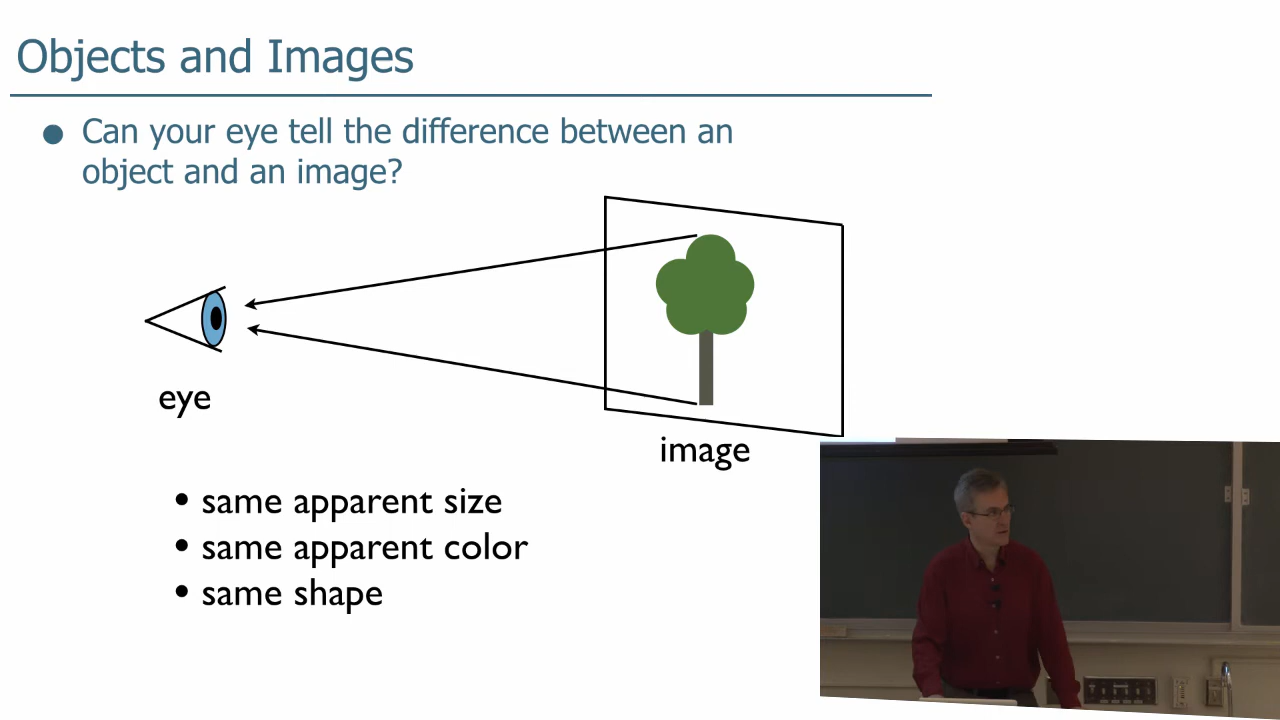 Objects and Images
● Can your eye tell the difference between an
object and an image?
eye
image
• same apparent size
• same apparent color
• same shape